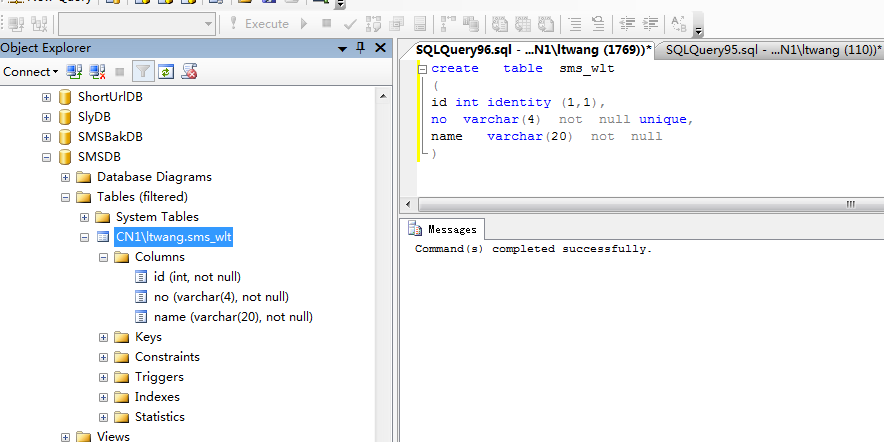 Execute
Object Explorer
Connect
ShortUrlDB
SlyDB
SMSBakDB
SMSDB
Database Diagrams
Tables (filtered)
System Tables
CN1\ltwang.sms_wlt
Columns
id (int, not null)
no (varchar(4), not null)
name (varchar(20), not null)
Keys
Constraints
Triggers
Indexes
Statistics
Views
SQLQuery96.sql - ...N1\ltwang (1769))*
SQLQuery95.sql - ...N1\ltwang (110))*
create table sms_wlt
(
id int identity (1,1),
no varchar(4) not null unique,
name varchar(20) not null
)
Messages
Command(s) completed successfully.